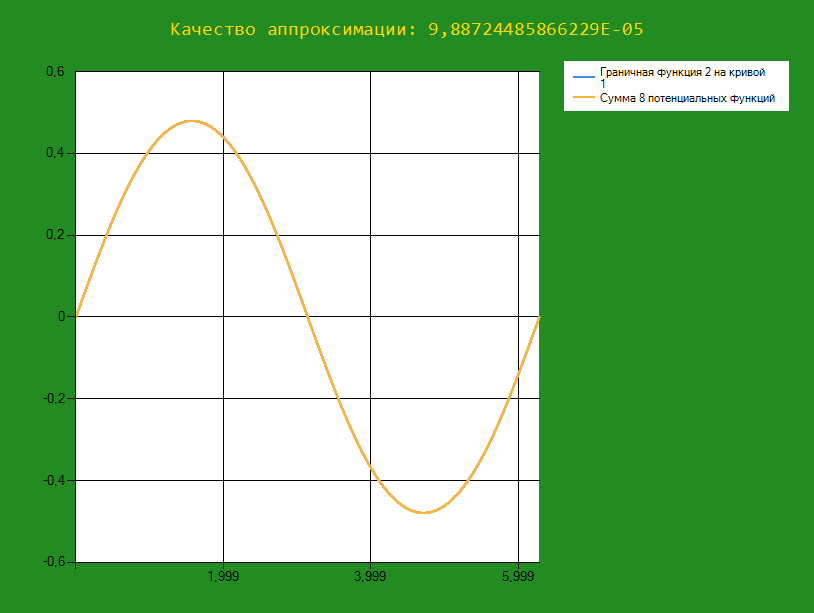 Качество аппроксимации: 9,88724485866229E-05
Граничная функция 2 на кривой
1
Сумма 8 потенциальных функций
0,6
0,4
0,2
0
-0,2
-0,4
-0,6
1,999 3,999 5,999